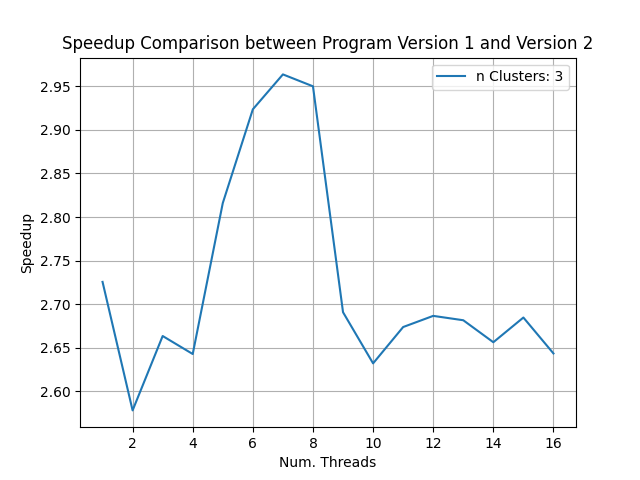 Speedup Comparison between Program Version 1 and Version 2
n Clusters: 3
2.95
2.90
2.85
2.80
2.75
2.70
2.65
2.60
Speedup
2 4 6 8 10 12 14 16
Num. Threads